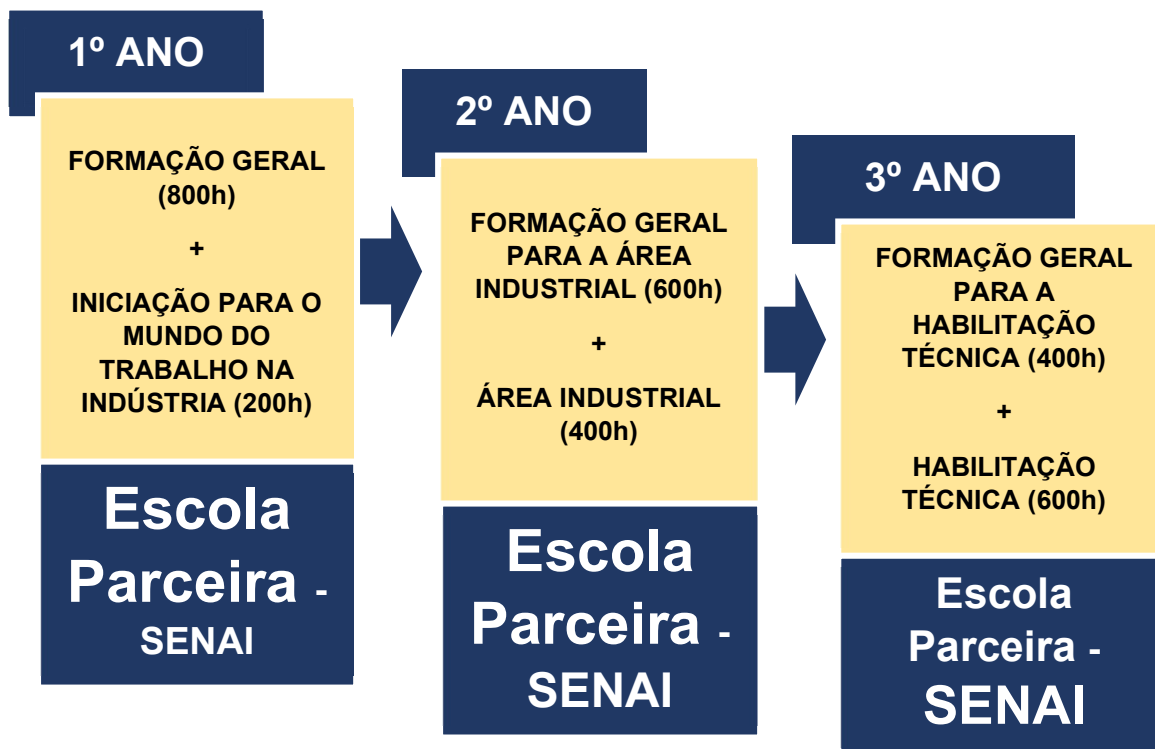 1º ANO
FORMAÇÃO GERAL
(800h)
+
INICIAÇÃO PARA O
MUNDO DO
TRABALHO NA
INDÚSTRIA (200h)
Escola
Parceira -
SENAI
2º ANO
FORMAÇÃO GERAL
PARA A ÁREA
INDUSTRIAL (600h)
+
ÁREA INDUSTRIAL
(400h)
Escola
Parceira -
SENAI
3º ANO
FORMAÇÃO GERAL
PARA A
HABILITAÇÃO
TÉCNICA (400h)
+
HABILITAÇÃO
TÉCNICA (600h)
Escola
Parceira -
SENAI